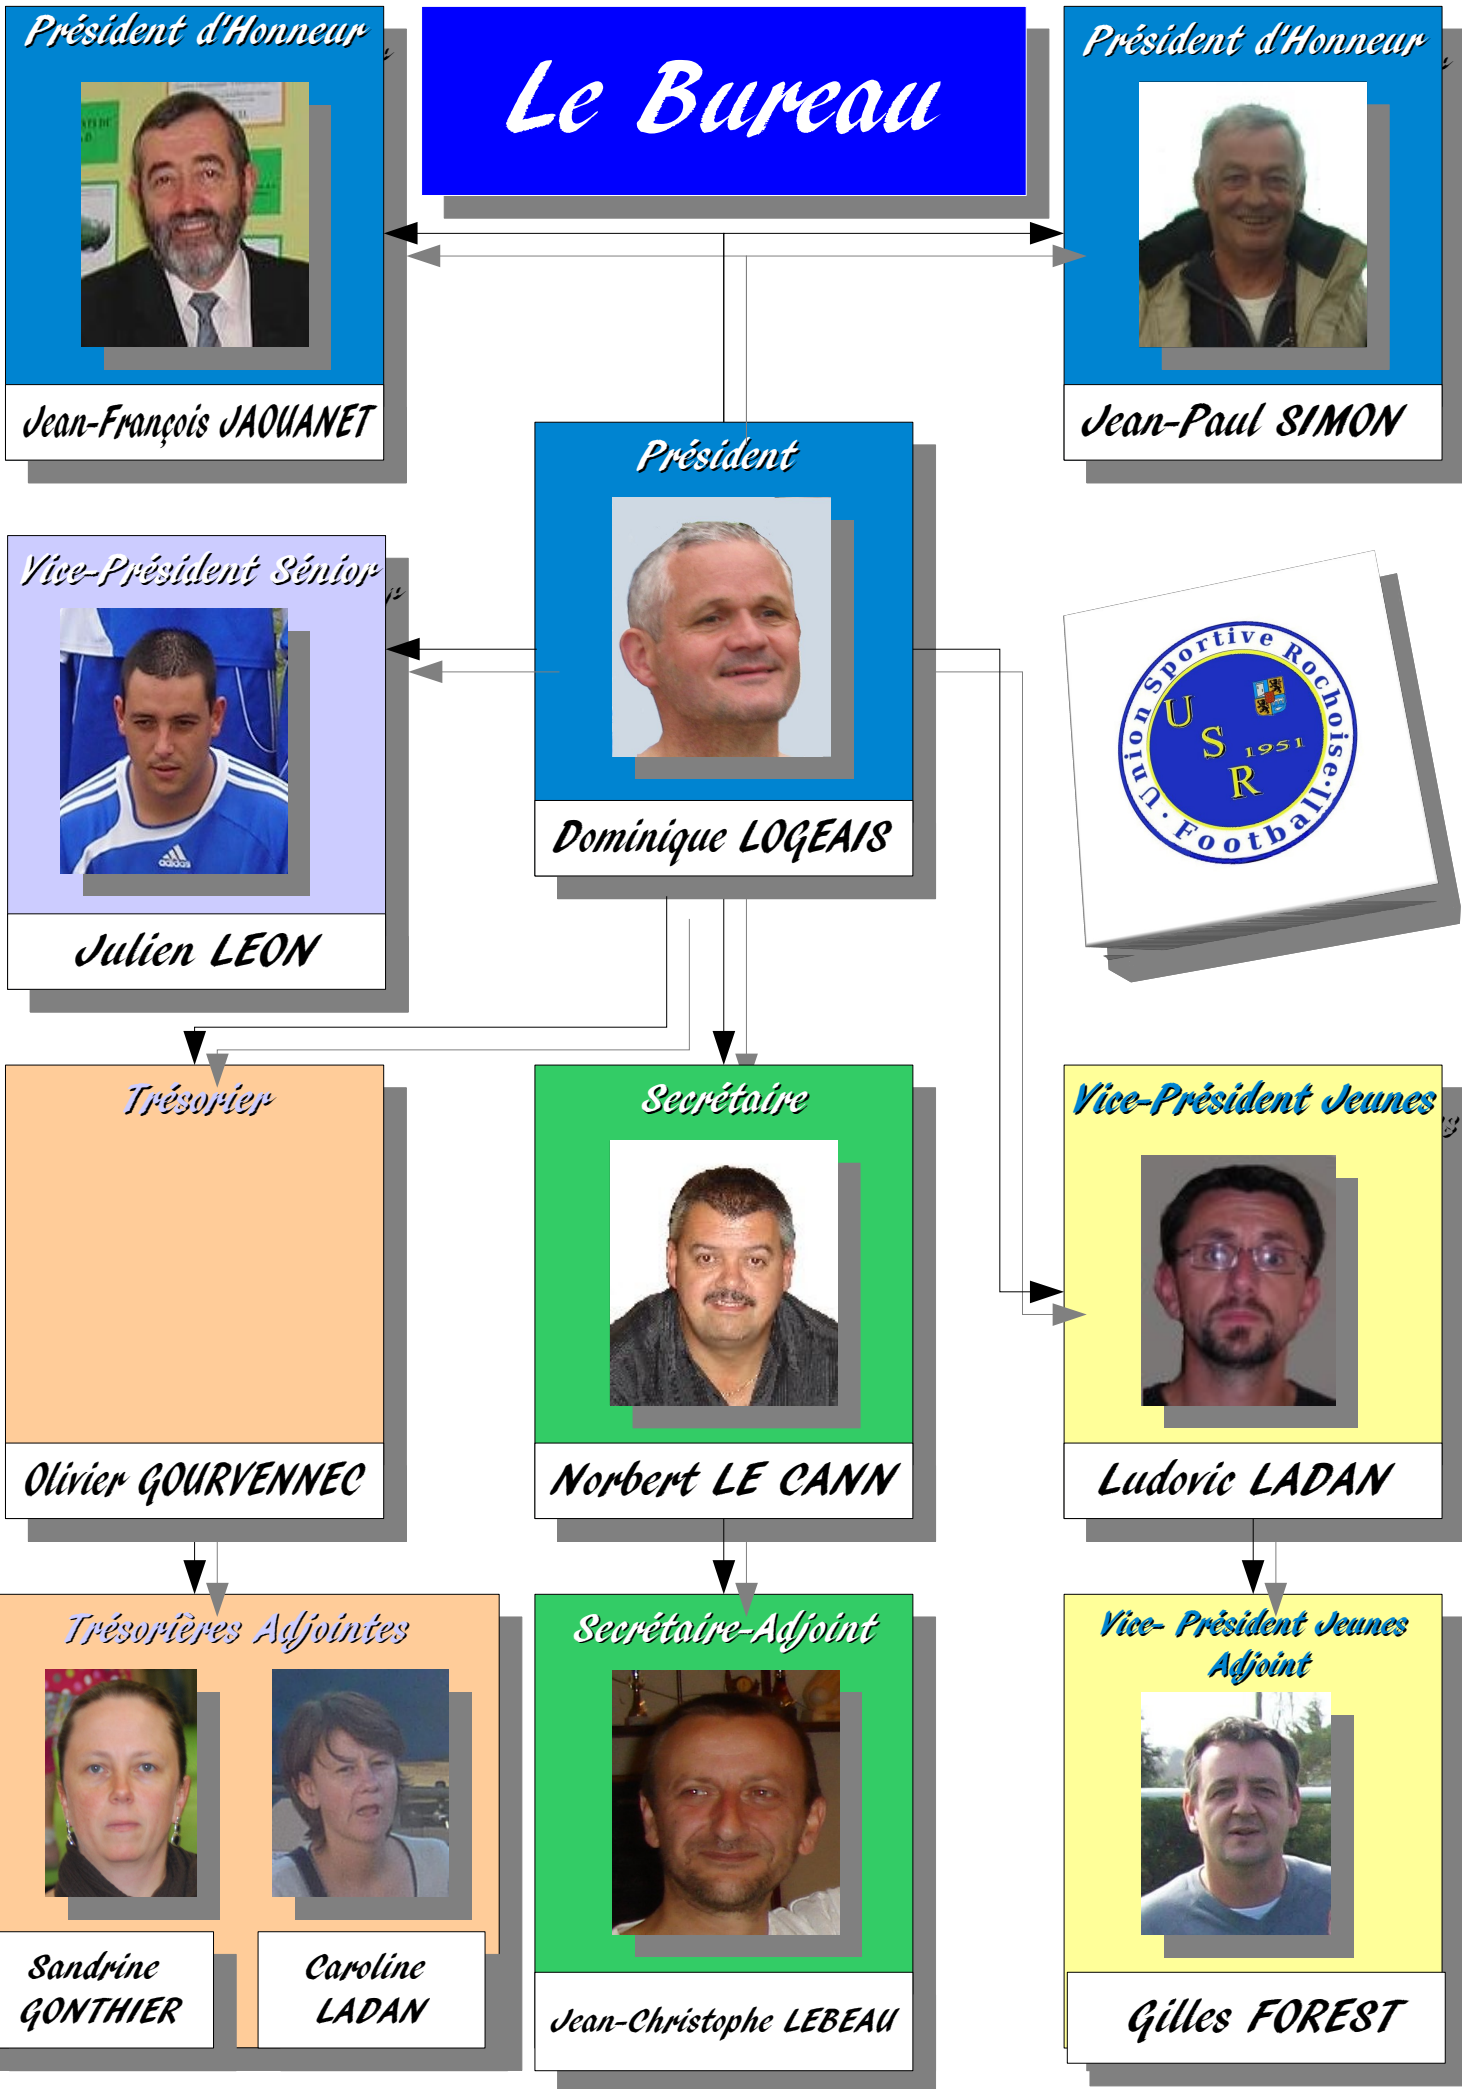 Président d'Honneur
Le Bureau
Président d'Honneur
Jean-François JAOUANET
Jean-Paul SIMON
Président
Dominique LOGEAIS
Vice-Président Sénior
adidas
Julien LEON
Union Sportive Rochoise
U
S
R
1951
Football
Trésorier
Olivier GOURVENNEC
Secrétaire
Norbert LE CANN
Vice-Président Jeunes
Ludovic LADAN
Trésorières Adjointes
Sandrine
GONTHIER
Caroline
LADAN
Secrétaire-Adjoint
Jean-Christophe LEBEAU
Vice- Président Jeunes
Adjoint
Gilles FOREST